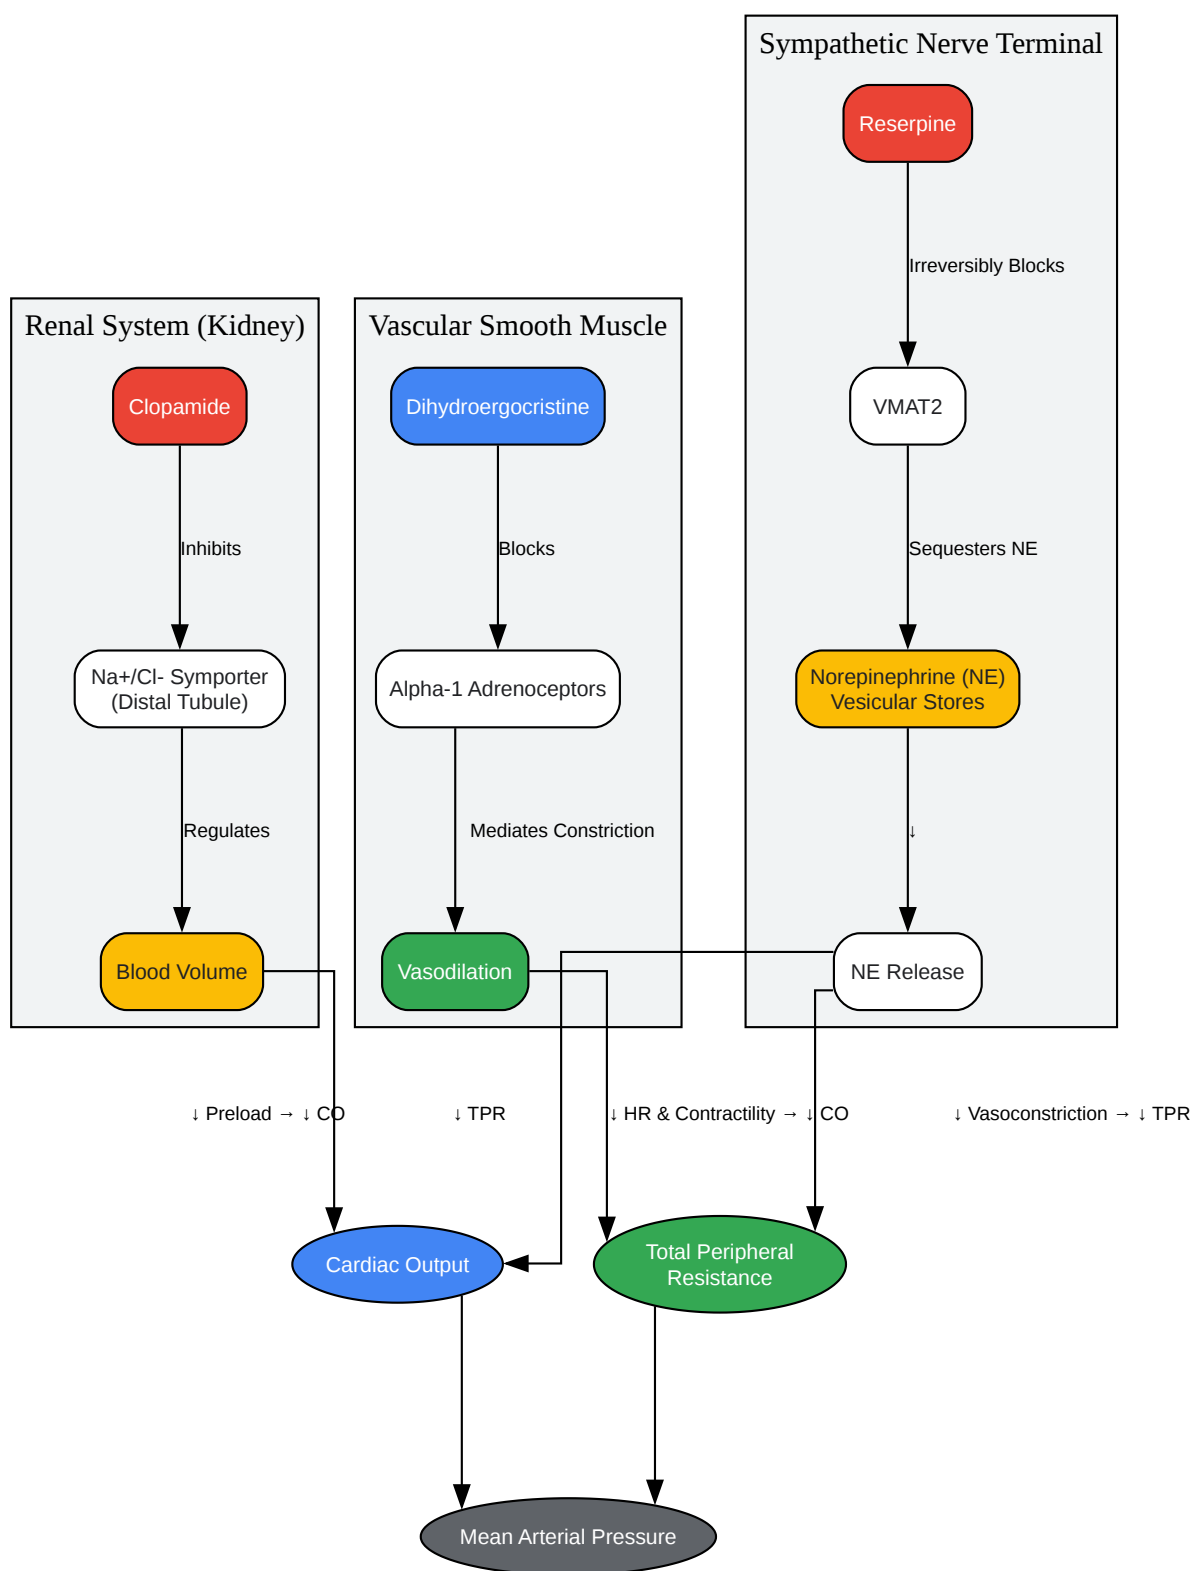 Sympathetic Nerve Terminal
Reserpine
Irreversibly Blocks
Renal System (Kidney)
Vascular Smooth Muscle
Clopamide
Dihydroergocristine
VMAT2
Inhibits
Blocks
Sequesters NE
Na+/Cl- Symporter
(Distal Tubule)
Alpha-1 Adrenoceptors
Norepinephrine (NE)
Vesicular Stores
Regulates
Mediates Constriction
↓
Blood Volume
Vasodilation
NE Release
↓ Preload → ↓ CO
↓ TPR
↓ HR & Contractility → ↓ CO
↓ Vasoconstriction → ↓ TPR
Cardiac Output
Total Peripheral
Resistance
Mean Arterial Pressure